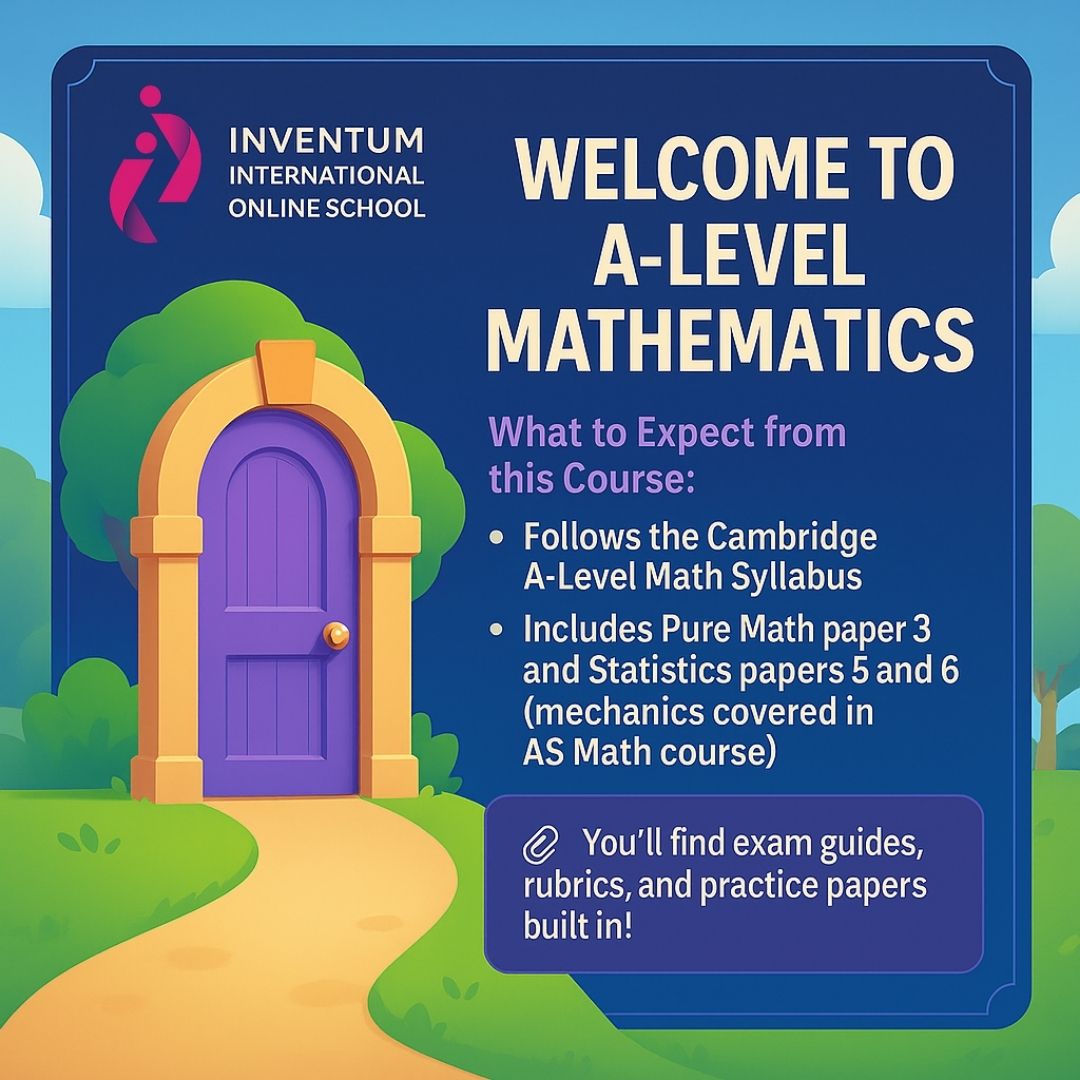 INVENTUM
INTERNATIONAL
ONLINE SCHOOL
WELCOME TO
A-LEVEL
MATHEMATICS
What to Expect from
this Course:
• Follows the Cambridge
A-Level Math Syllabus
• Includes Pure Math paper 3
and Statistics papers 5 and 6
(mechanics covered in
AS Math course)
You'll find exam guides,
rubrics, and practice papers
built in!